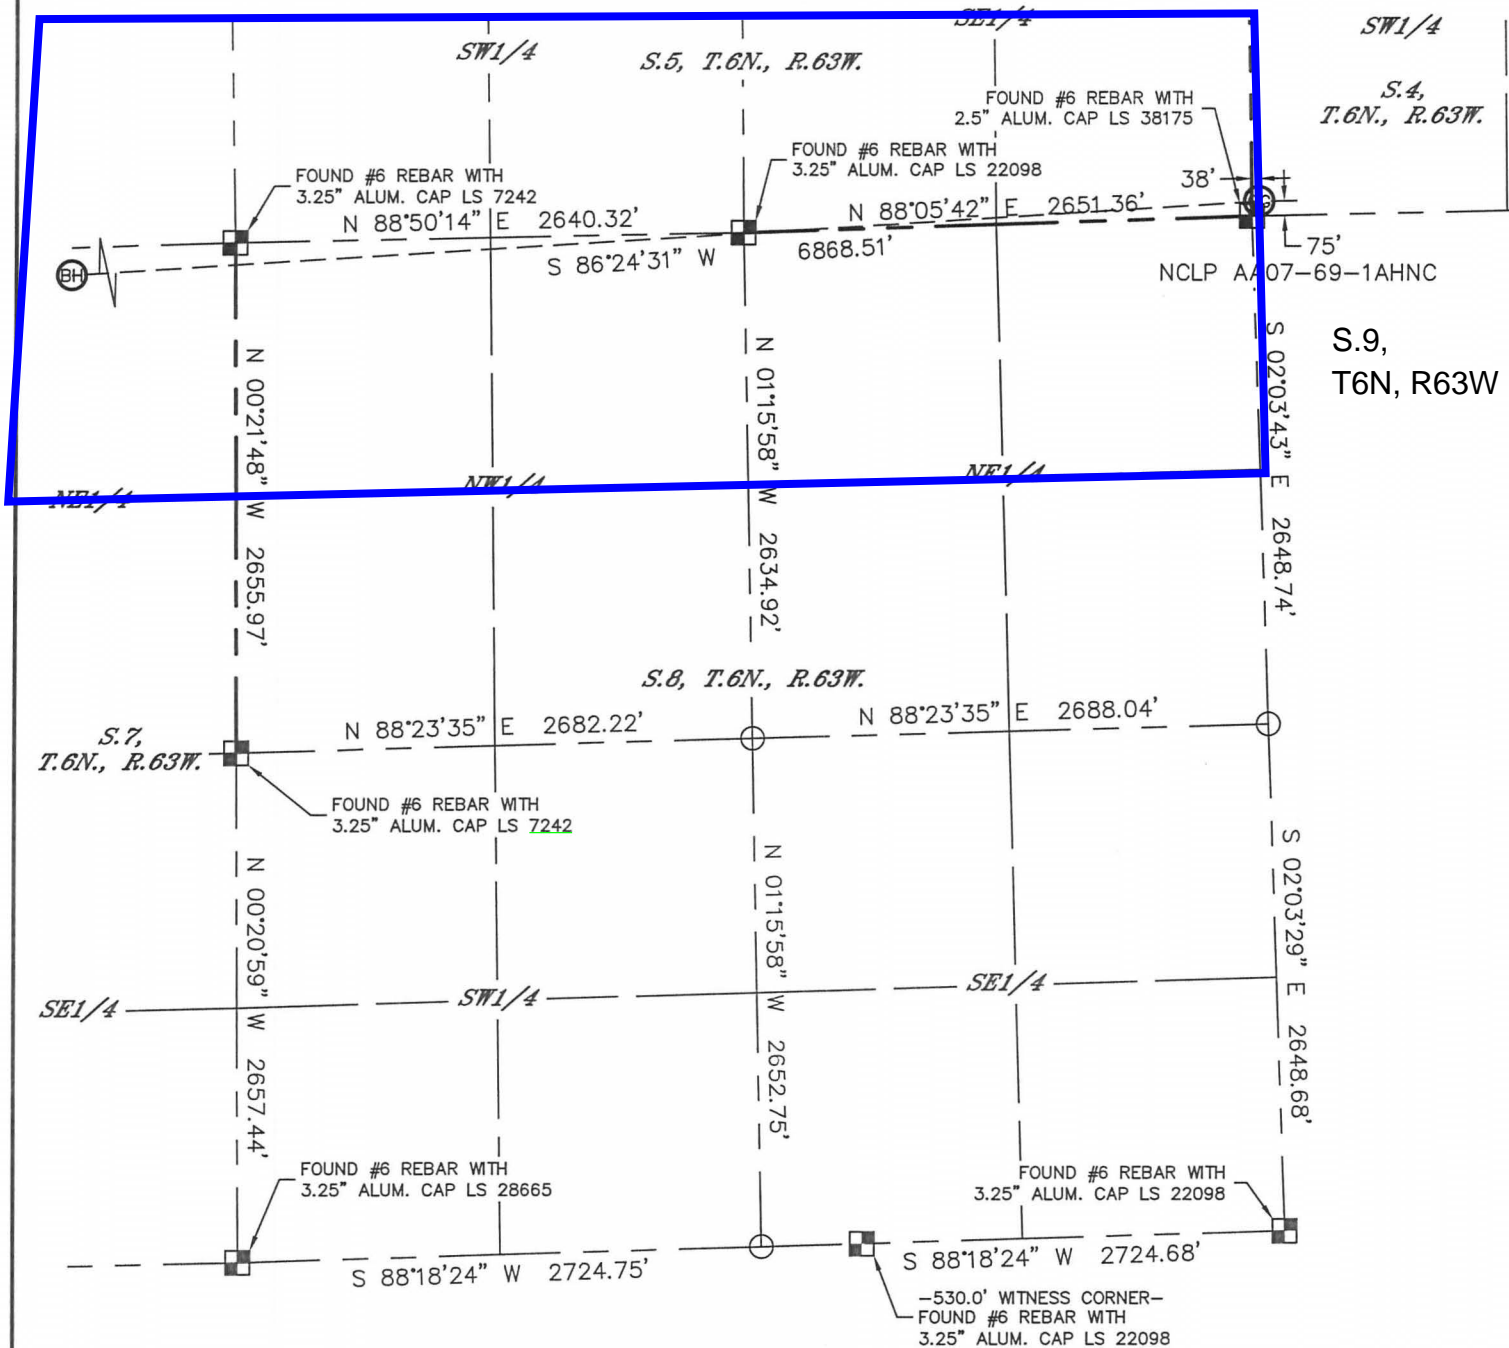 SW1/4
S.5, T.6N., R.63W.
SE1/4
SW1/4
S.4,
T.6N., R.63W.
FOUND #6 REBAR WITH
2.5" ALUM. CAP LS 38175
FOUND #6 REBAR WITH
3.25" ALUM. CAP LS 22098
FOUND #6 REBAR WITH
3.25" ALUM. CAP LS 7242
38'
N 88°50'14" E 2640.32'
N 88°05'42" E 2651.36'
BH
S 86°24'31" W 6868.51'
75'
NCLP AA07-69-1AHNC
S.9,
T6N, R63W
N 00°21'48" W 2655.97'
N 01°15'58" W 2634.92'
S 02°03'43" E 2648.74'
NE1/4
NW1/4
NE1/4
S.8, T.6N., R.63W.
S.7,
T.6N., R.63W.
N 88°23'35" E 2682.22'
N 88°23'35" E 2688.04'
FOUND #6 REBAR WITH
3.25" ALUM. CAP LS 7242
N 00°20'59" W 2657.44'
N 01°15'58" W 2652.75'
S 02°03'29" E 2648.68'
SE1/4
SW1/4
SE1/4
FOUND #6 REBAR WITH
3.25" ALUM. CAP LS 28665
FOUND #6 REBAR WITH
3.25" ALUM. CAP LS 22098
S 88°18'24" W 2724.75'
S 88°18'24" W 2724.68'
-530.0' WITNESS CORNER-
FOUND #6 REBAR WITH
3.25" ALUM. CAP LS 22098